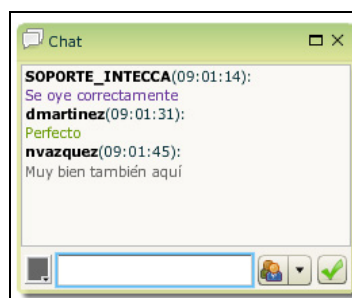 Chat
SOPORTE_INTECCA(09:01:14):
Se oye correctamente
dmartinez(09:01:31):
Perfecto
nvazquez(09:01:45):
Muy bien también aquí